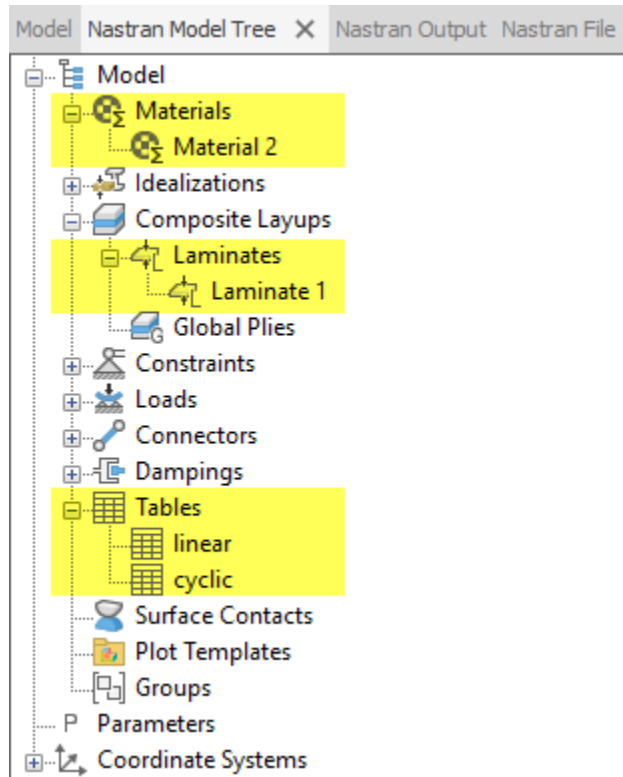 Model Nastran Model Tree X Nastran Output Nastran File
Model
Materials
Material 2
Idealizations
Composite Layups
Laminates
Laminate 1
Global Plies
Constraints
Loads
Connectors
Dampings
Tables
linear
cyclic
Surface Contacts
Plot Templates
Groups
P Parameters
Coordinate Systems